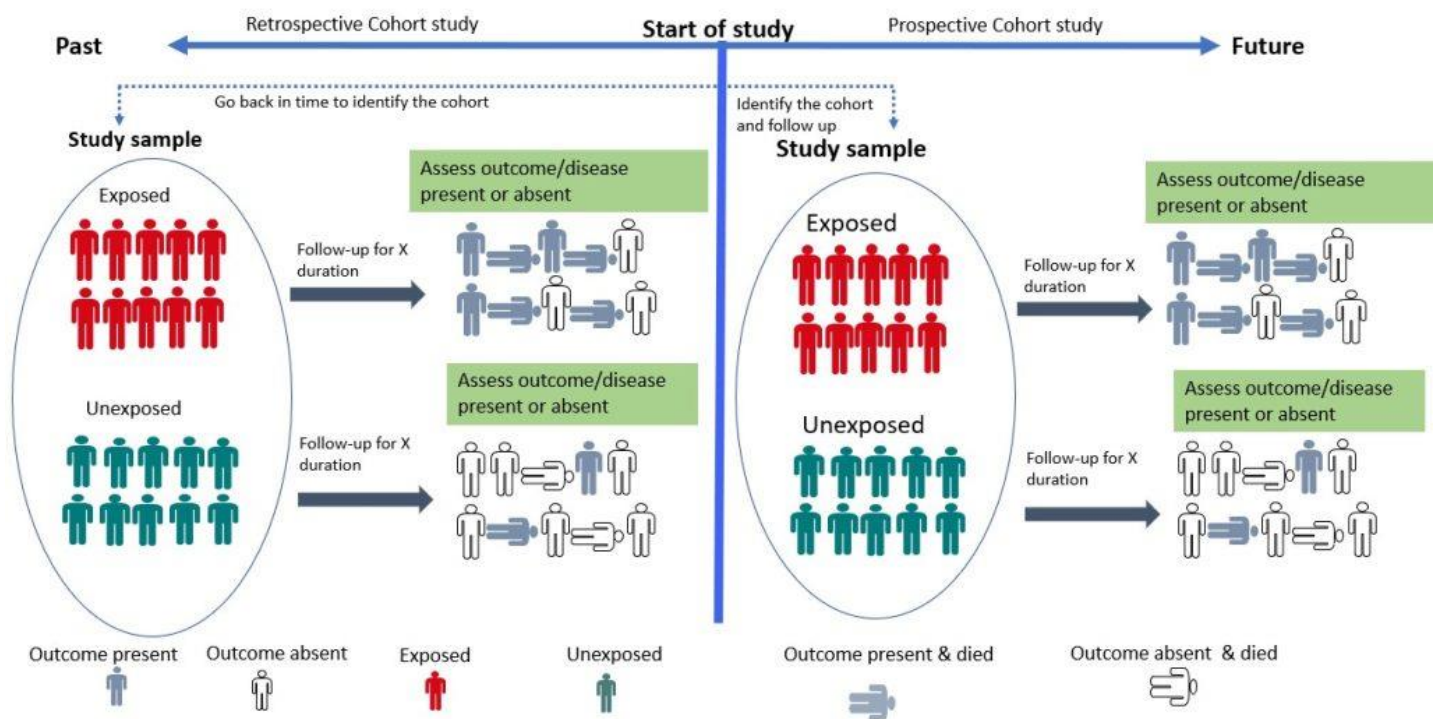 Retrospective Cohort study
Start of study
Prospective Cohort study
Past
Future
Go back in time to identify the cohort
Identify the cohort
and follow up
Study sample
Exposed
Follow-up for X
duration
Assess outcome/disease
present or absent
Unexposed
Follow-up for X
duration
Assess outcome/disease
present or absent
Study sample
Exposed
Follow-up for X
duration
Assess outcome/disease
present or absent
Unexposed
Follow-up for X
duration
Assess outcome/disease
present or absent
Outcome present
Outcome absent
Exposed
Unexposed
Outcome present & died
Outcome absent & died